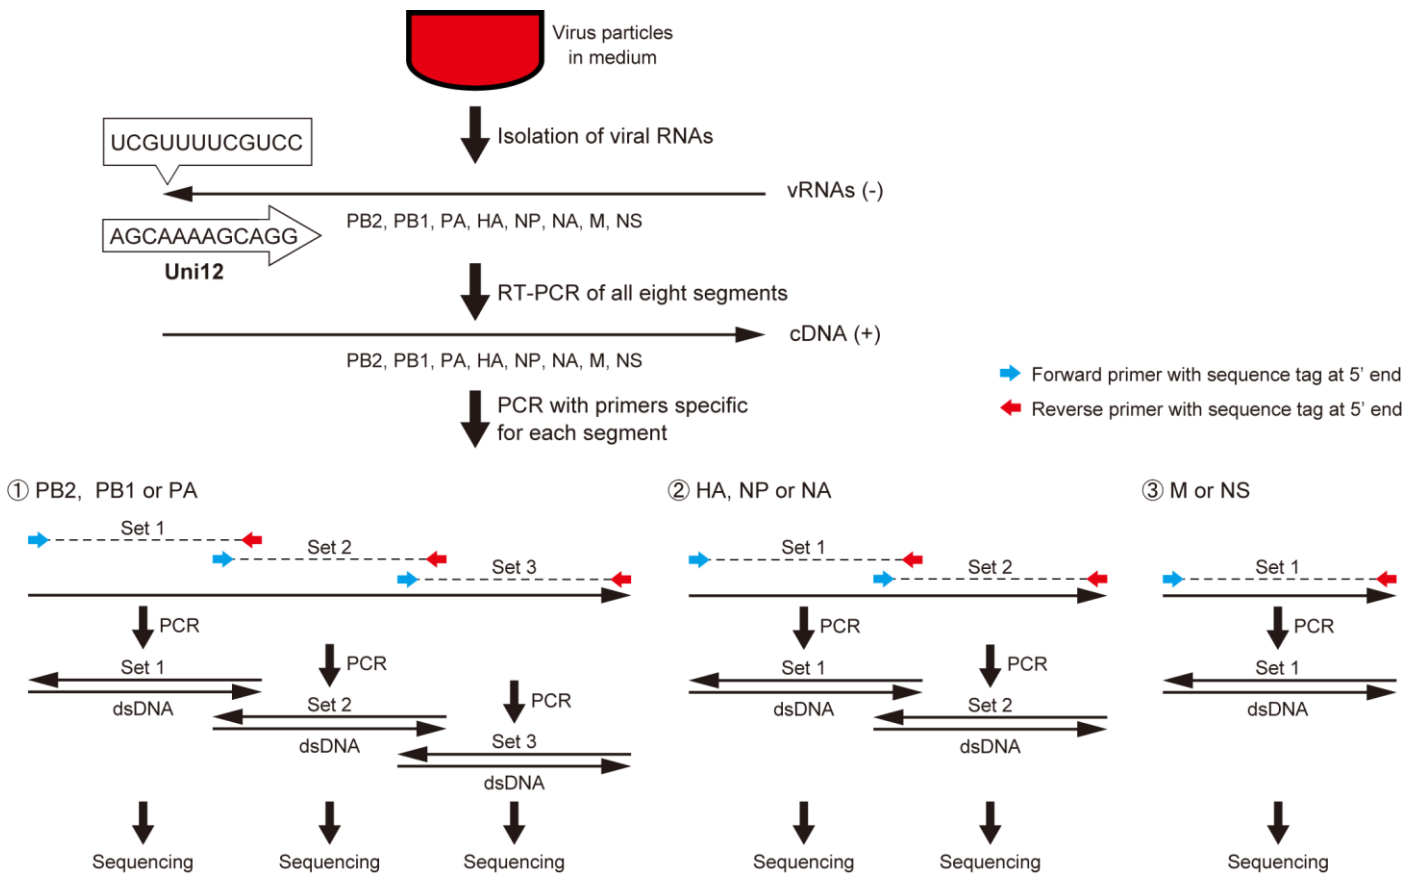 Virus particles
in medium
Isolation of viral RNAs
UCGUUUUCGUCC
vRNAs (-)
AGCAAAAGCAGG
Uni12
PB2, PB1, PA, HA, NP, NA, M, NS
RT-PCR of all eight segments
cDNA (+)
PB2, PB1, PA, HA, NP, NA, M, NS
Forward primer with sequence tag at 5’ end
Reverse primer with sequence tag at 5’ end
PCR with primers specific
for each segment
① PB2, PB1 or PA
Set 1
Set 2
Set 3
PCR
PCR
PCR
Set 1
dsDNA
Set 2
dsDNA
Set 3
dsDNA
Sequencing
Sequencing
Sequencing
② HA, NP or NA
Set 1
Set 2
PCR
PCR
Set 1
dsDNA
Set 2
dsDNA
Sequencing
Sequencing
③ M or NS
Set 1
PCR
Set 1
dsDNA
Sequencing